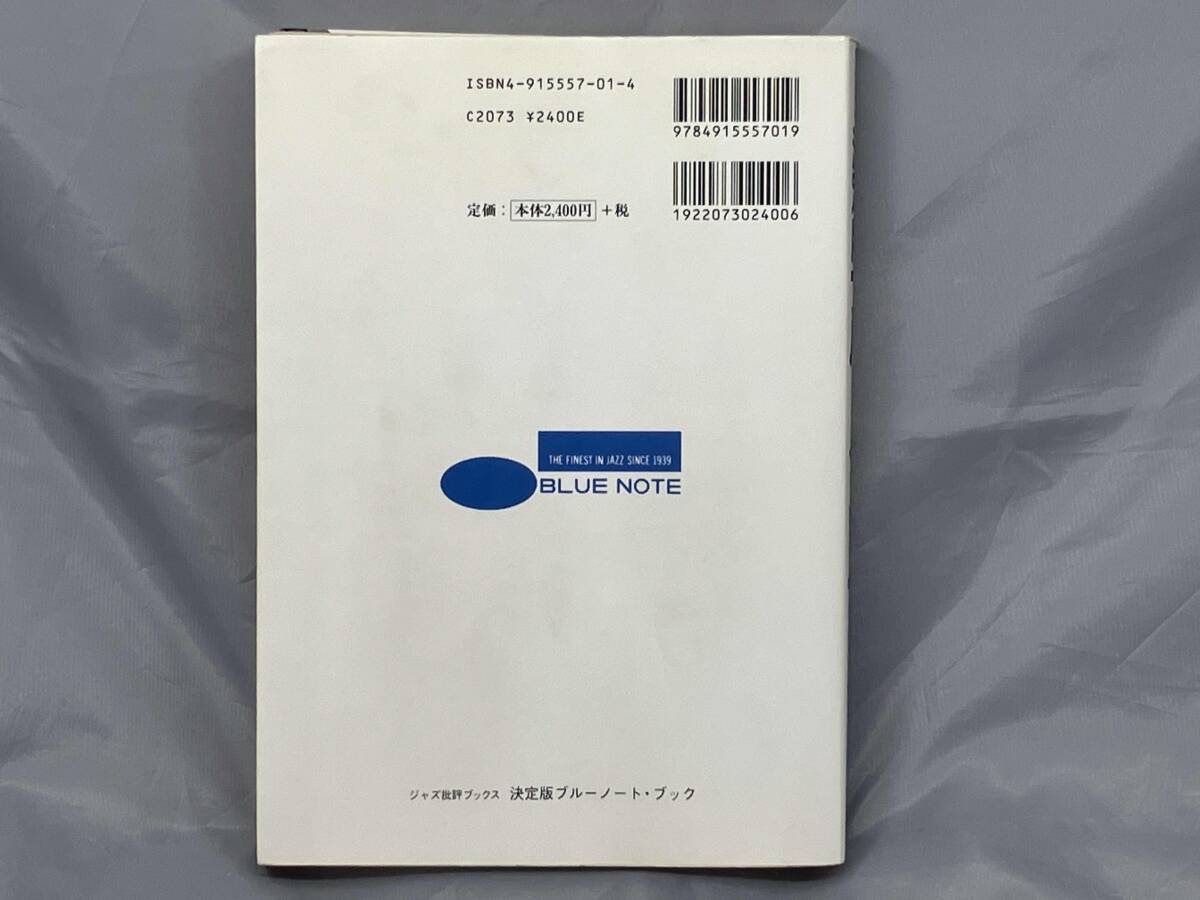 ISBN4-915557-01-4
C2073 ¥2400E
9784915557019
定価：本体2,400円＋税
1922073024006
THE FINEST IN JAZZ SINCE 1939
BLUE NOTE
ジャズ批評ブックス 決定版ブルーノート・ブック